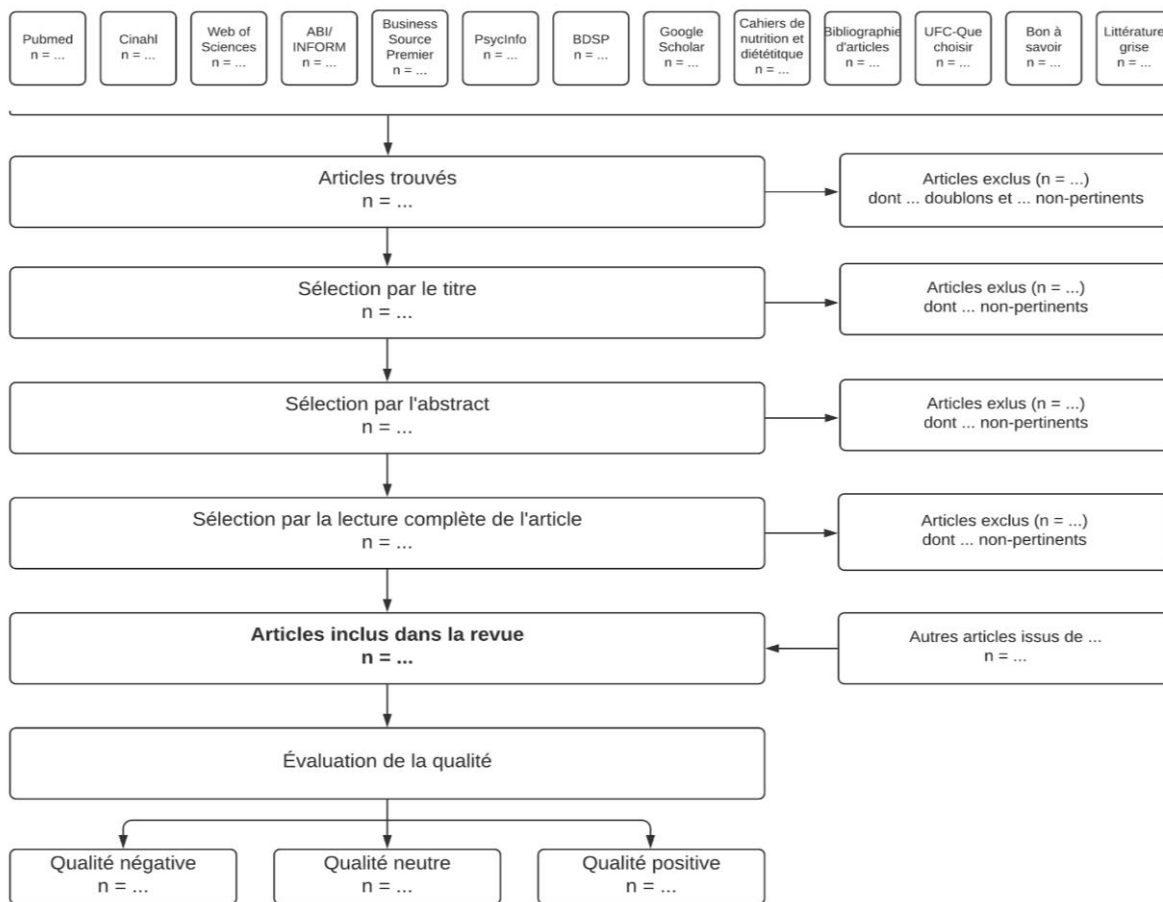 Pubmed
n = ...
Cinahl
n = ...
Web of
Sciences
n = ...
ABI/
INFORM
n = ...
Business
Source
Premier
n = ...
PsycInfo
n = ...
BDSP
n = ...
Google
Scholar
n = ...
Cahiers de
nutrition et
diététitque
n = ...
Bibliographie
d'articles
n = ...
UFC-Que
choisir
n = ...
Bon à
savoir
n = ...
Littérature
grise
n = ...
Articles trouvés
n = ...
Articles exclus (n = ...)
dont ... doublons et ... non-pertinents
Sélection par le titre
n = ...
Articles exlus (n = ...)
dont ... non-pertinents
Sélection par l'abstract
n = ...
Articles exlus (n = ...)
dont ... non-pertinents
Sélection par la lecture complète de l'article
n = ...
Articles exclus (n = ...)
dont ... non-pertinents
Articles inclus dans la revue
n = ...
Autres articles issus de ...
n = ...
Évaluation de la qualité
Qualité négative
n = ...
Qualité neutre
n = ...
Qualité positive
n = ...